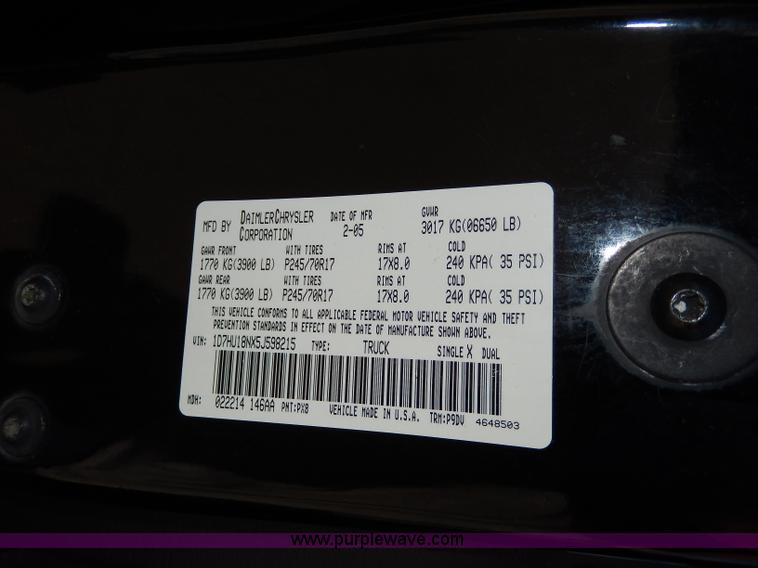 MFD BY DAIMLERCHRYSLER CORPORATION DATE OF MFR 2-05 GVWR 3017 KG(06650 LB)
GAWR FRONT WITH TIRES RIMS AT COLD
1770 KG(3900 LB) P245/70R17 17X8.0 240 KPA( 35 PSI)
GAWR REAR WITH TIRES RIMS AT COLD
1770 KG(3900 LB) P245/70R17 17X8.0 240 KPA( 35 PSI)
THIS VEHICLE CONFORMS TO ALL APPLICABLE FEDERAL MOTOR VEHICLE SAFETY AND THEFT
PREVENTION STANDARDS IN EFFECT ON THE DATE OF MANUFACTURE SHOWN ABOVE.
VIN: 1D7HU18NX5J598215 TYPE: TRUCK SINGLE X DUAL
MDH: 022214 146AA PNT:PX8 VEHICLE MADE IN U.S.A. TRM:P9DV 4648503
www.purplewave.com